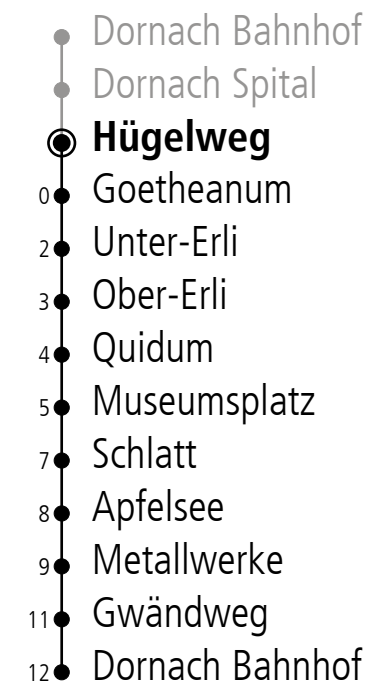 Dornach Bahnhof
Dornach Spital
Hügelweg
0 Goetheanum
2 Unter-Erli
3 Ober-Erli
4 Quidum
5 Museumsplatz
7 Schlatt
8 Apfelsee
9 Metallwerke
11 Gwändweg
12 Dornach Bahnhof